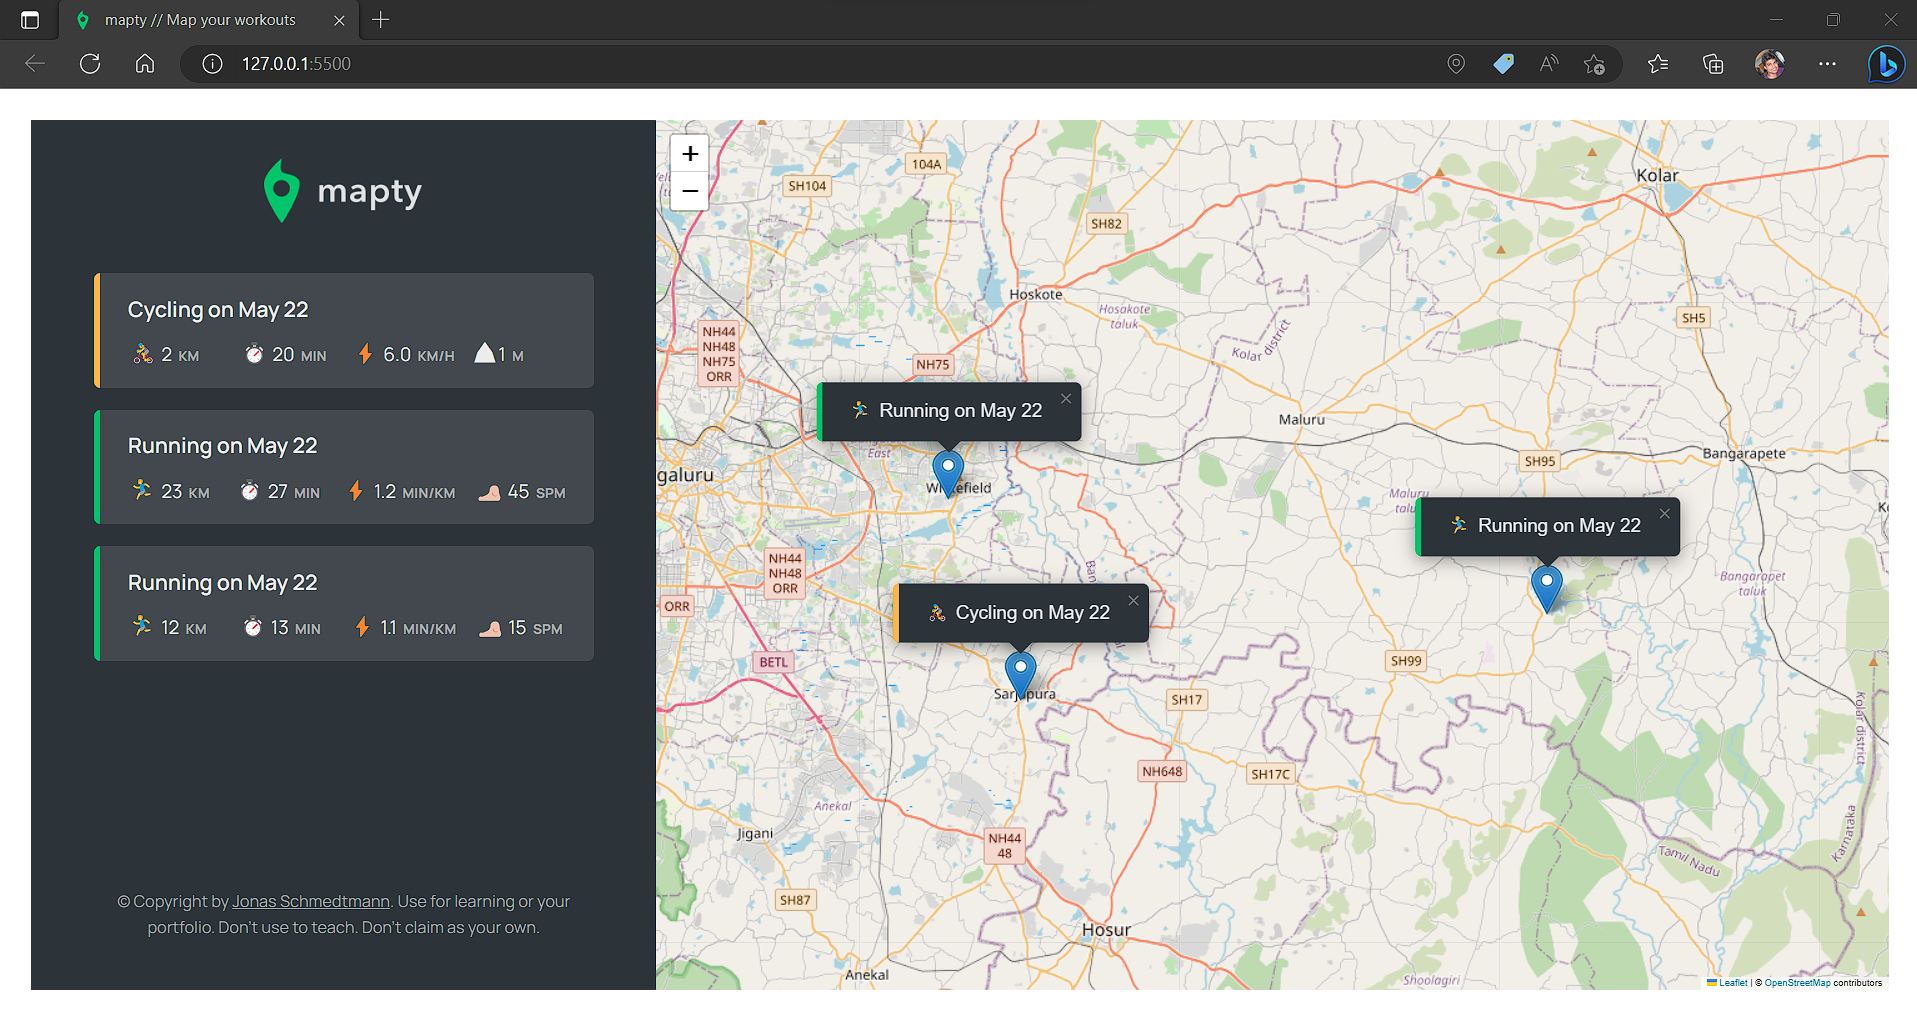 mapty // Map your workouts
127.0.0.1:5500
mapty
Cycling on May 22
2 KM 20 MIN 6.0 KM/H 1 M
Running on May 22
23 KM 27 MIN 1.2 MIN/KM 45 SPM
Running on May 22
12 KM 13 MIN 1.1 MIN/KM 15 SPM
© Copyright by Jonas Schmedtmann. Use for learning or your
portfolio. Don't use to teach. Don't claim as your own.
+
−
104A
SH104
Kolar
SH82
Hoskote
Hosakote
taluk
SH5
NH44
NH48
NH75
ORR
Kolar district
NH75
Running on May 22
Maluru
East
SH95
Bangarapete
galuru
Maluru
Running on May 22
NH44
NH48
ORR
Bangarapet
taluk
ORR
Cycling on May 22
BETL
SH99
SH17
Kolar district
NH648
SH17C
Anekal
Jigani
NH44
48
Karnataka
Tamil Nadu
SH87
Hosur
Anekal
Shoolagiri
Leaflet | © OpenStreetMap contributors